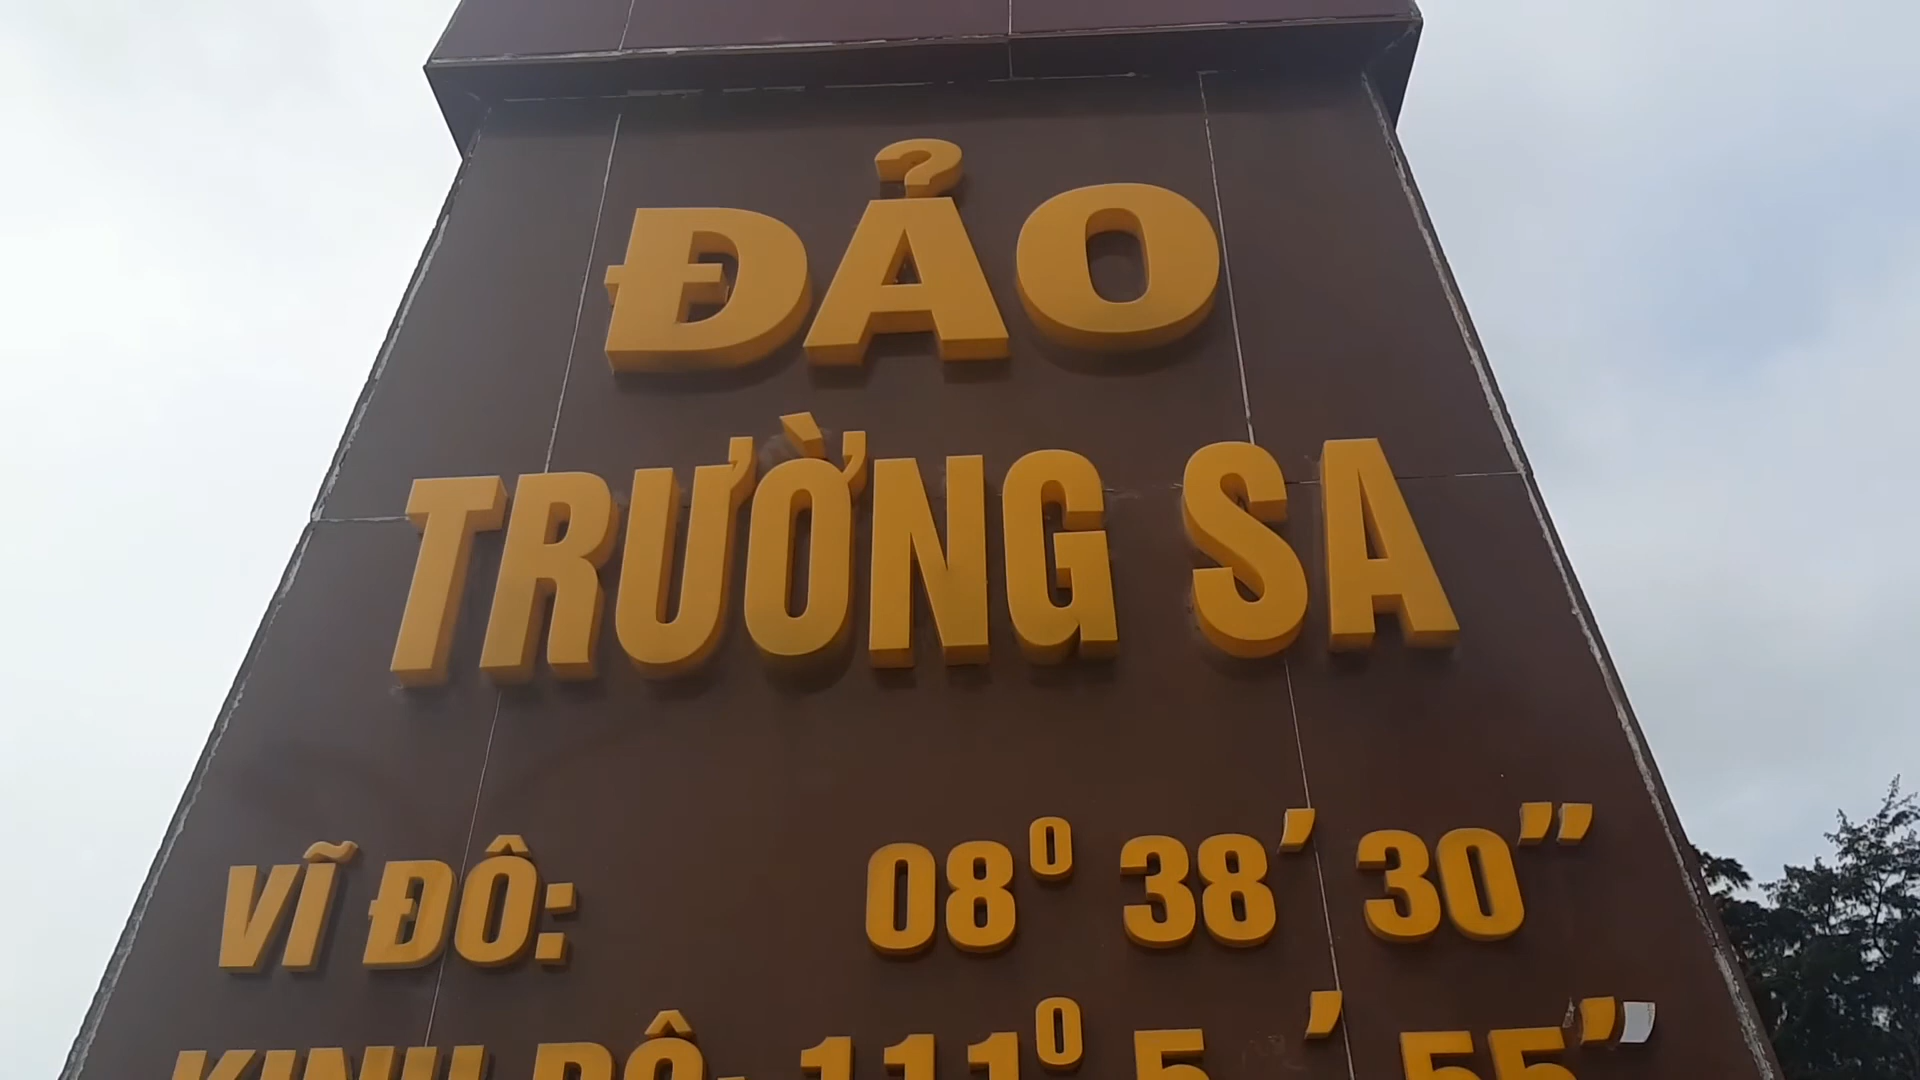 ĐẢO
TRƯỜNG SA
VĨ ĐÔ: 08⁰ 38’ 30”
KINH ĐÔ: 111⁰ 5’ 55”